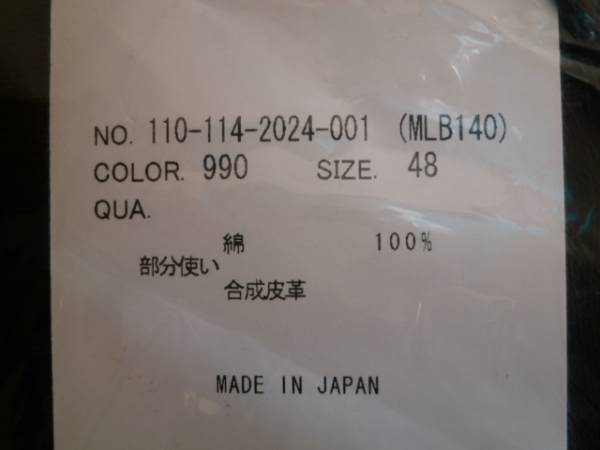 NO. 110-114-2024-001 (MLB140)
COLOR. 990 SIZE. 48
QUA.
綿 100%
部分使い
合成皮革
MADE IN JAPAN